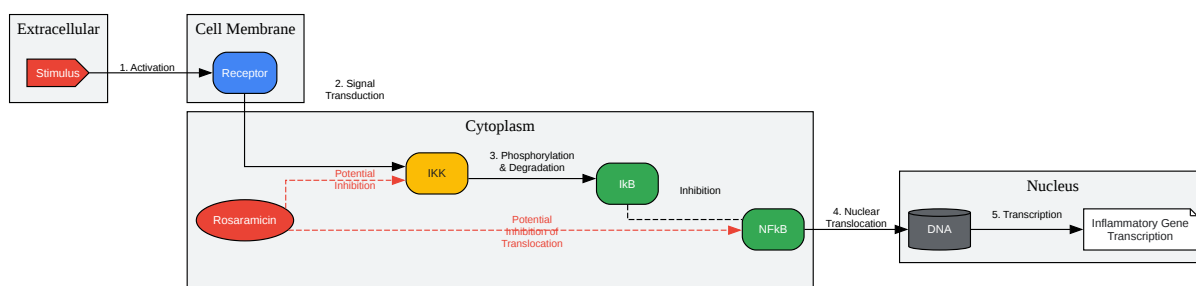 Extracellular
Cell Membrane
Stimulus
1. Activation
Receptor
2. Signal
Transduction
Cytoplasm
3. Phosphorylation
& Degradation
IKK
Potential
Inhibition
IkB
Inhibition
Rosaramicin
Potential
Inhibition of
Translocation
NFkB
4. Nuclear
Translocation
Nucleus
DNA
5. Transcription
Inflammatory Gene
Transcription